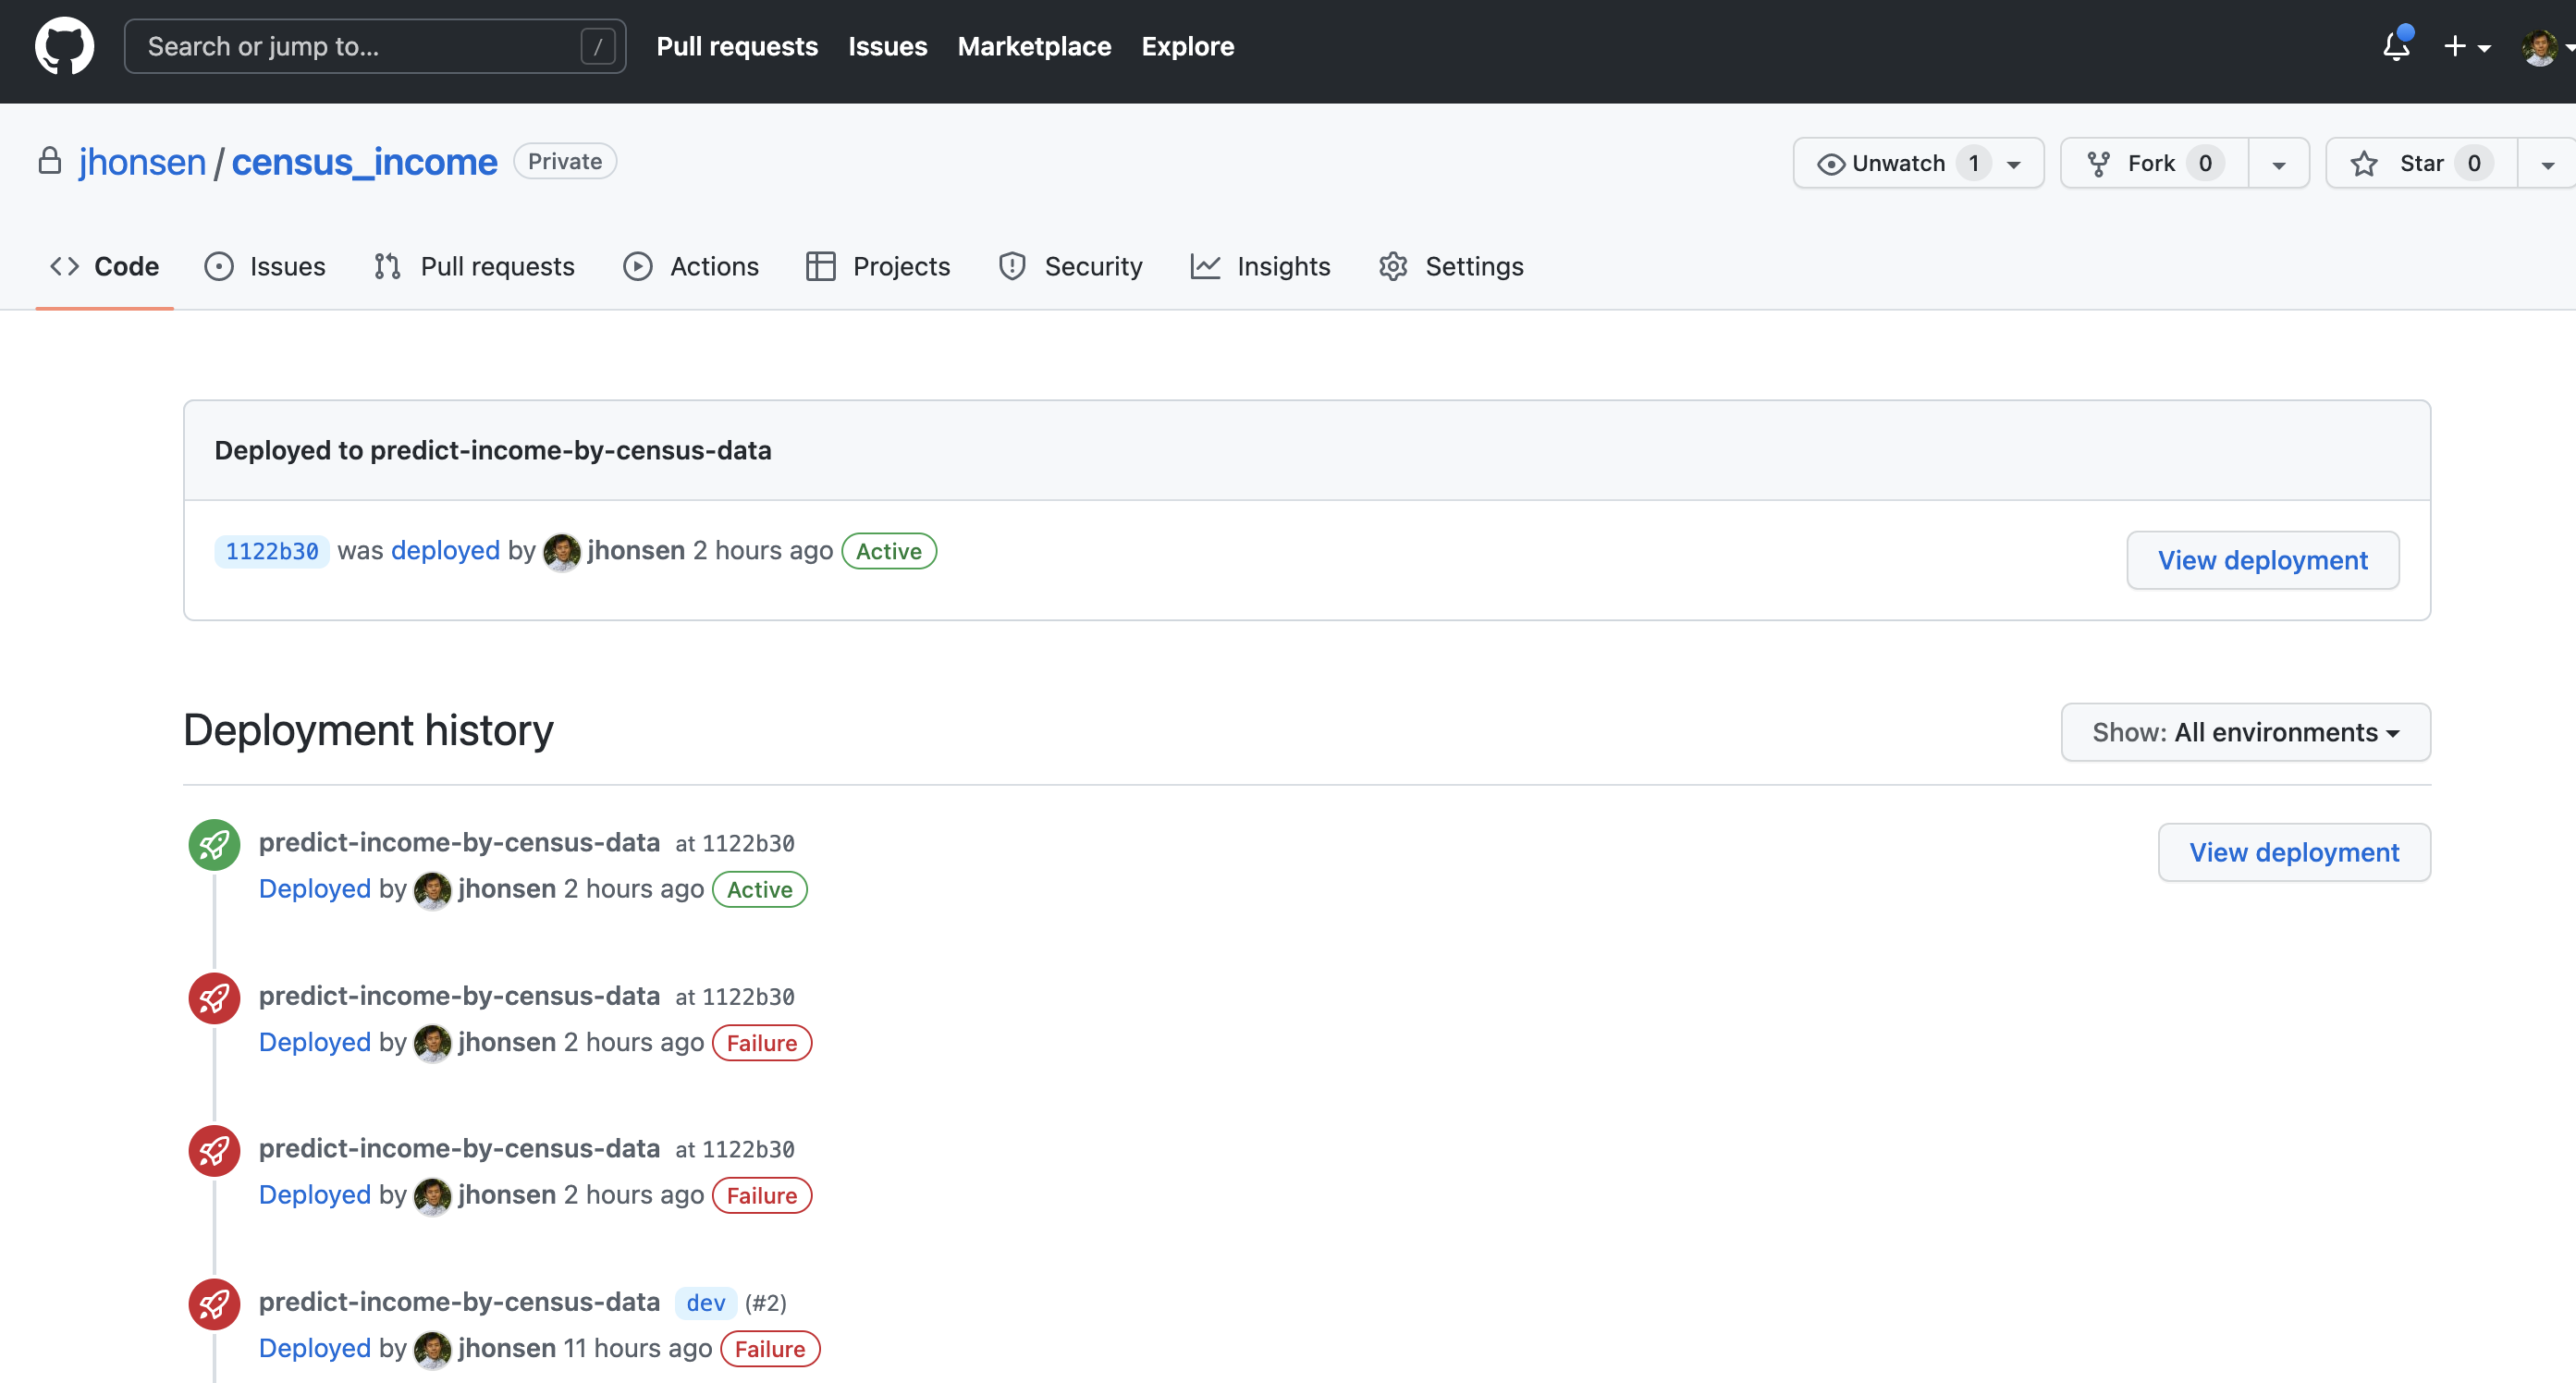 Search or jump to... / Pull requests Issues Marketplace Explore
jhonsen / census_income Private Unwatch 1 Fork 0 Star 0
Code Issues Pull requests Actions Projects Security Insights Settings
Deployed to predict-income-by-census-data
1122b30 was deployed by jhonsen 2 hours ago Active View deployment
Deployment history Show: All environments
predict-income-by-census-data at 1122b30 View deployment
Deployed by jhonsen 2 hours ago Active
predict-income-by-census-data at 1122b30
Deployed by jhonsen 2 hours ago Failure
predict-income-by-census-data at 1122b30
Deployed by jhonsen 2 hours ago Failure
predict-income-by-census-data dev (#2)
Deployed by jhonsen 11 hours ago Failure